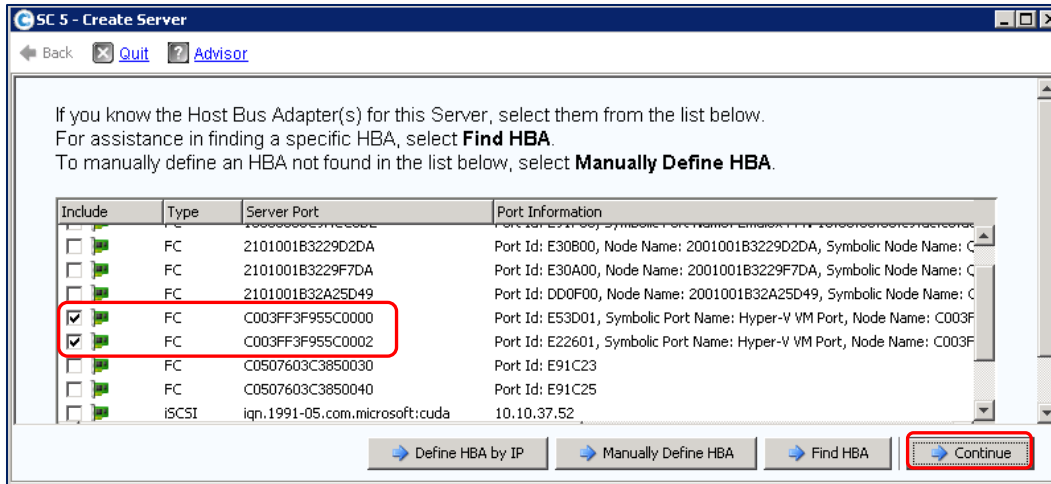 SC 5 - Create Server
Back Quit ? Advisor
If you know the Host Bus Adapter(s) for this Server, select them from the list below.
For assistance in finding a specific HBA, select Find HBA.
To manually define an HBA not found in the list below, select Manually Define HBA.
Include Type Server Port Port Information
FC 2101001B3229D2DA Port Id: E30B00, Node Name: 2001001B3229D2DA, Symbolic Node Name:
FC 2101001B3229F7DA Port Id: E30A00, Node Name: 2001001B3229F7DA, Symbolic Node Name:
FC 2101001B32A25D49 Port Id: DD0F00, Node Name: 2001001B32A25D49, Symbolic Node Name:
FC C003FF3F955C0000 Port Id: E53D01, Symbolic Port Name: Hyper-V VM Port, Node Name: C003F
FC C003FF3F955C0002 Port Id: E22601, Symbolic Port Name: Hyper-V VM Port, Node Name: C003F
FC C0507603C3850030 Port Id: E91C23
FC C0507603C3850040 Port Id: E91C25
iSCSI iqn.1991-05.com.microsoft:cuda 10.10.37.52
Define HBA by IP Manually Define HBA Find HBA Continue